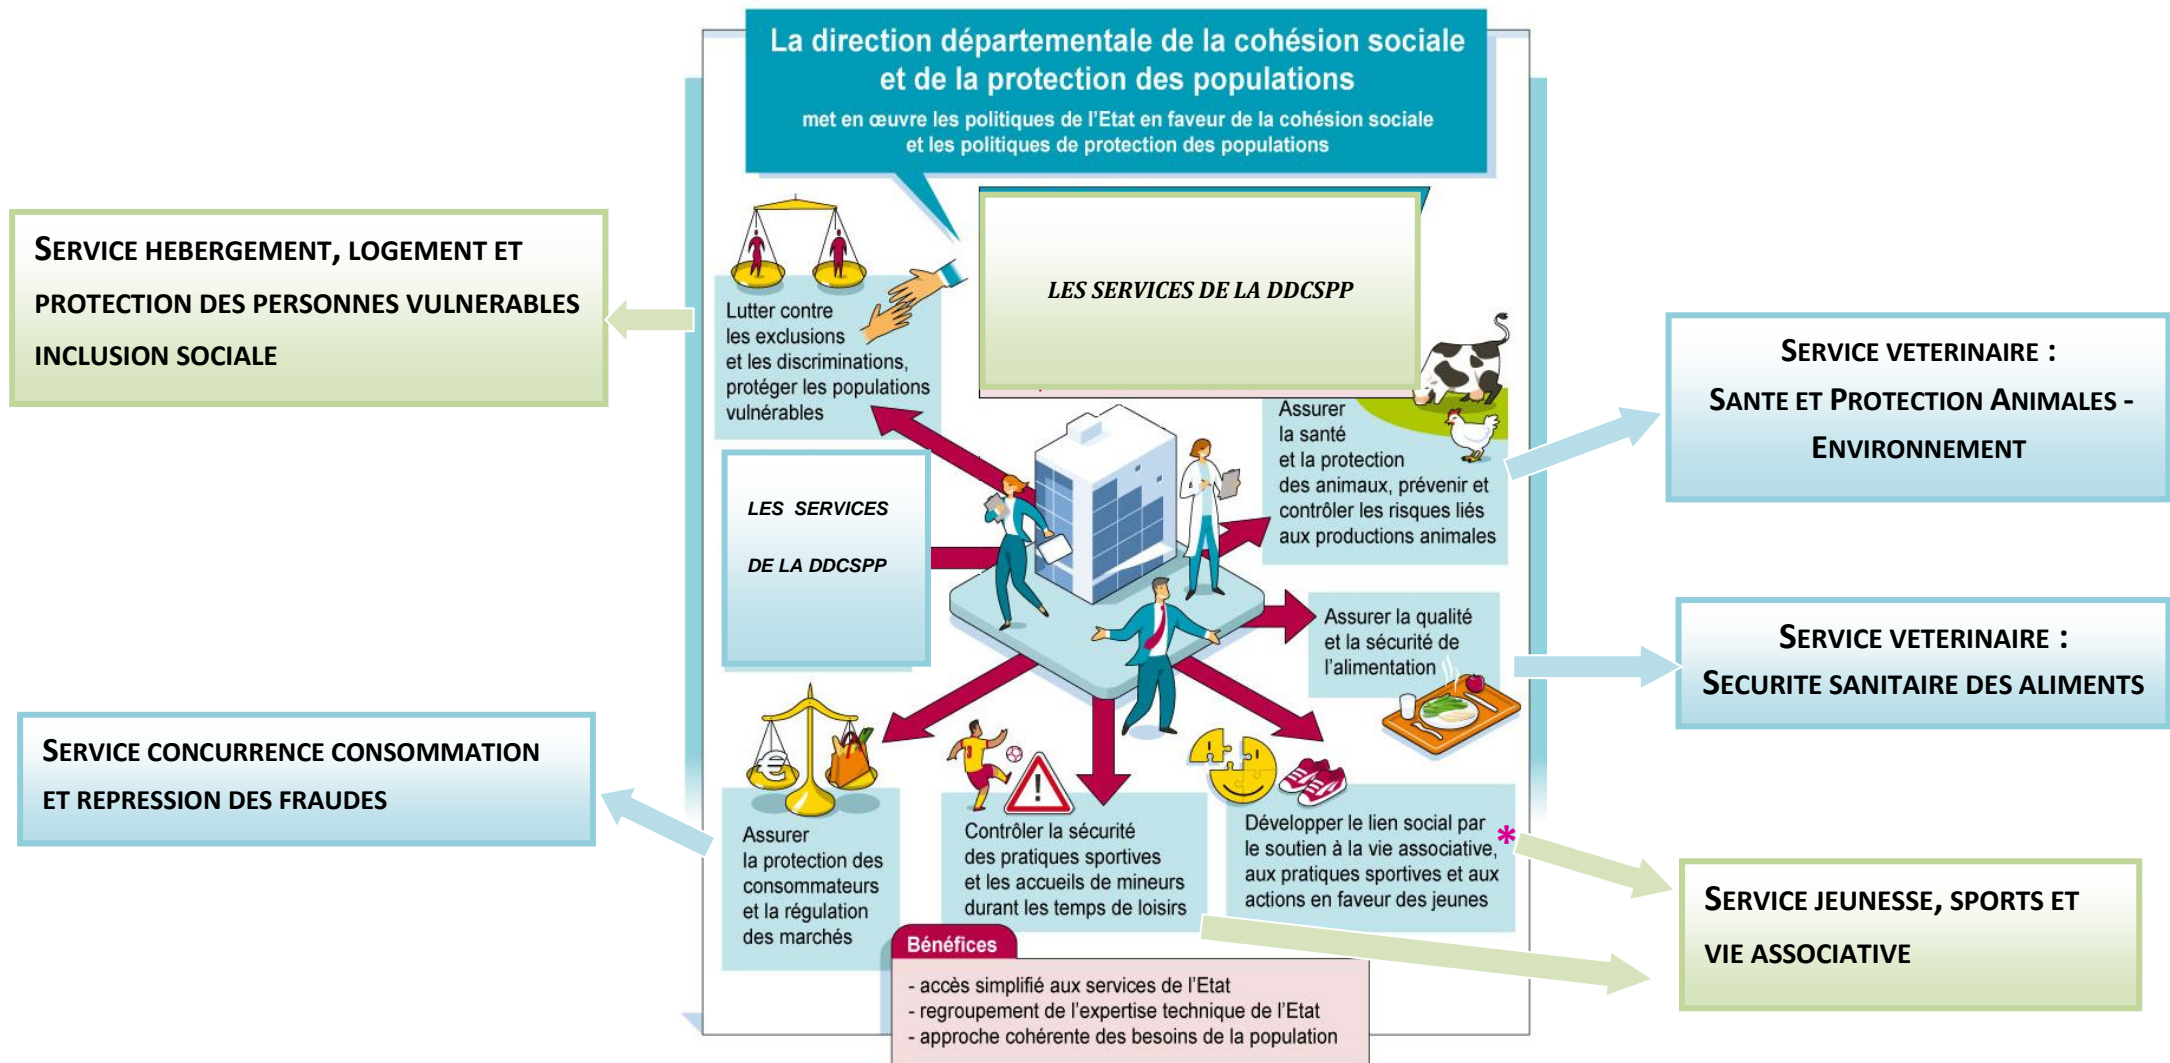 La direction départementale de la cohésion sociale
et de la protection des populations
met en œuvre les politiques de l'Etat en faveur de la cohésion sociale
et les politiques de protection des populations
LES SERVICES DE LA DDCSPP
SERVICE HEBERGEMENT, LOGEMENT ET
PROTECTION DES PERSONNES VULNERABLES
INCLUSION SOCIALE
Lutter contre
les exclusions
et les discriminations,
protéger les populations
vulnérables
Assurer
la santé
et la protection
des animaux, prévenir et
contrôler les risques liés
aux productions animales
SERVICE VETERINAIRE :
SANTE ET PROTECTION ANIMALES -
ENVIRONNEMENT
LES SERVICES
DE LA DDCSPP
Assurer la qualité
et la sécurité de
l'alimentation
SERVICE VETERINAIRE :
SECURITE SANITAIRE DES ALIMENTS
SERVICE CONCURRENCE CONSOMMATION
ET REPRESSION DES FRAUDES
€
3
!
Assurer
la protection des
consommateurs
et la régulation
des marchés
Contrôler la sécurité
des pratiques sportives
et les accueils de mineurs
durant les temps de loisirs
Développer le lien social par
le soutien à la vie associative,
aux pratiques sportives et aux
actions en faveur des jeunes
*
SERVICE JEUNESSE, SPORTS ET
VIE ASSOCIATIVE
Bénéfices
- accès simplifié aux services de l'Etat
- regroupement de l'expertise technique de l'Etat
- approche cohérente des besoins de la population